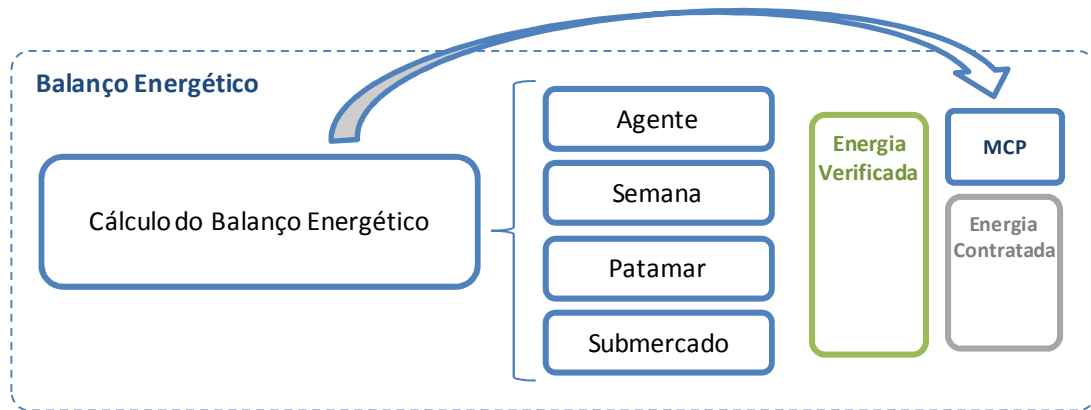 Balanço Energético
Cálculo do Balanço Energético
Agente
Semana
Patamar
Submercado
Energia
Verificada
MCP
Energia
Contratada